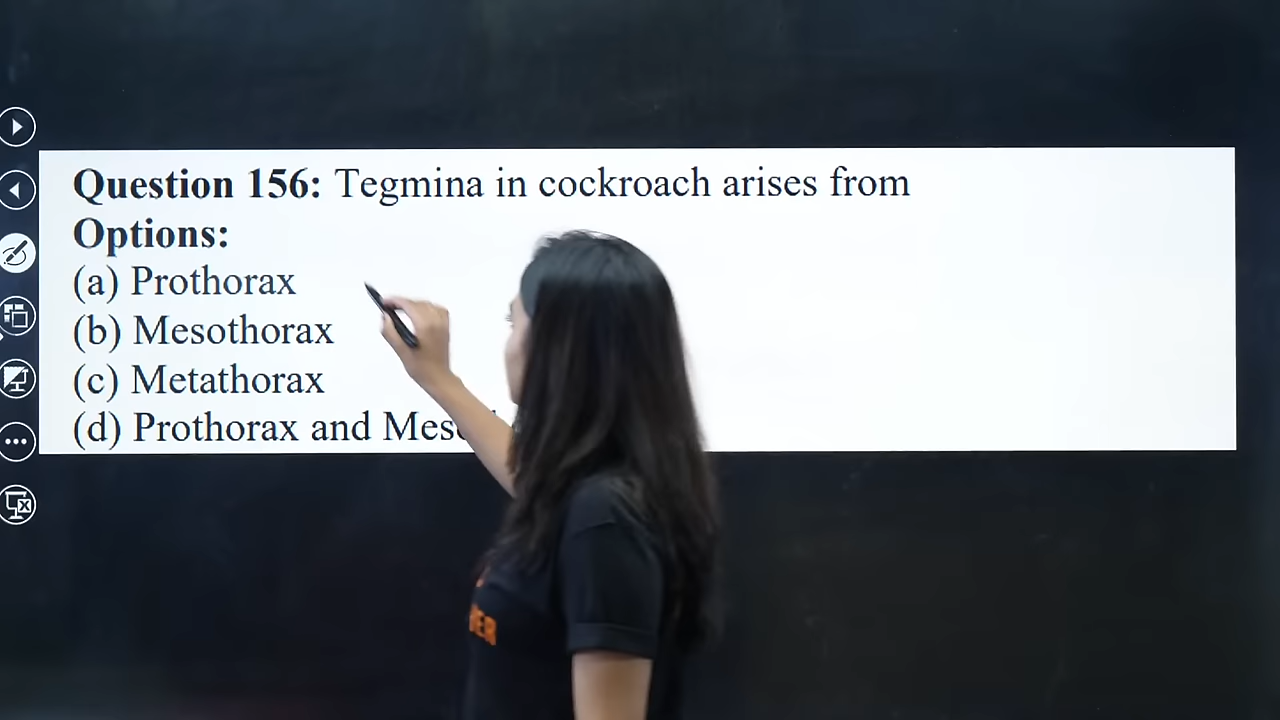 Question 156: Tegmina in cockroach arises from
Options:
(a) Prothorax
(b) Mesothorax
(c) Metathorax
(d) Prothorax and